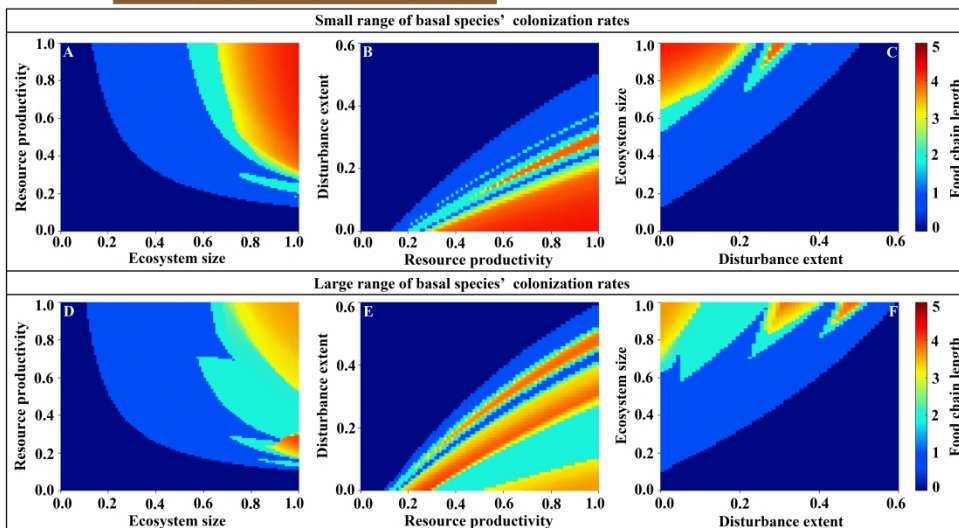 Small range of basal species' colonization rates
A
B
C
Resource productivity
1.0
0.8
0.6
0.4
0.2
0.0
0.0 0.2 0.4 0.6 0.8 1.0
Ecosystem size
Disturbance extent
0.6
0.4
0.2
0.0
0.0 0.2 0.4 0.6 0.8 1.0
Resource productivity
Ecosystem size
1.0
0.8
0.6
0.4
0.2
0.0
0.0 0.2 0.4 0.6
Disturbance extent
5
4
3
2
1
0
Food chain length
Large range of basal species' colonization rates
D
E
F
Resource productivity
1.0
0.8
0.6
0.4
0.2
0.0
0.0 0.2 0.4 0.6 0.8 1.0
Ecosystem size
Disturbance extent
0.6
0.4
0.2
0.0
0.0 0.2 0.4 0.6 0.8 1.0
Resource productivity
Ecosystem size
1.0
0.8
0.6
0.4
0.2
0.0
0.0 0.2 0.4 0.6
Disturbance extent
5
4
3
2
1
0
Food chain length